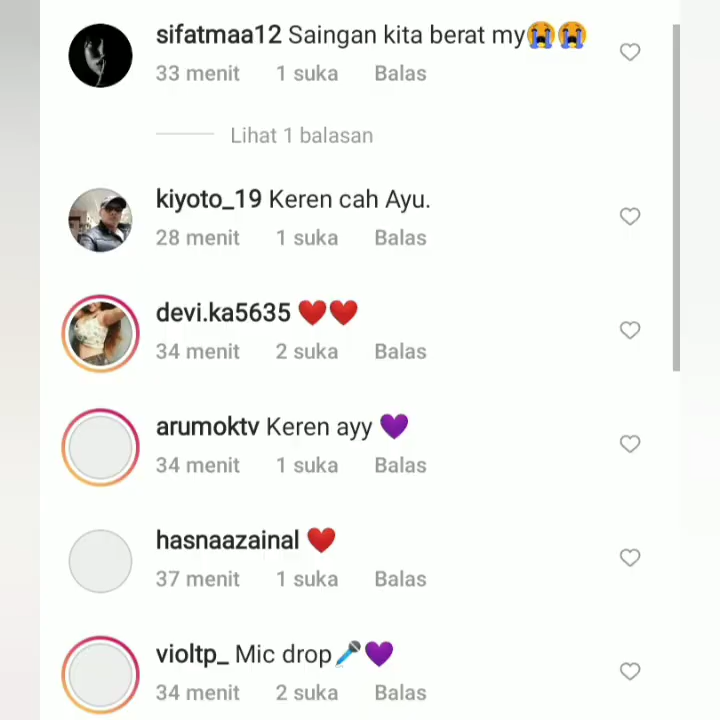 sifatmaa12 Saingan kita berat my😭😭
33 menit 1 suka Balas
Lihat 1 balasan
kiyoto_19 Keren cah Ayu.
28 menit 1 suka Balas
devi.ka5635 ❤️❤️
34 menit 2 suka Balas
arumoktv Keren ayy 💜
34 menit 1 suka Balas
hasnaazainal ❤️
37 menit 1 suka Balas
violtp_ Mic drop🎤💜
34 menit 2 suka Balas